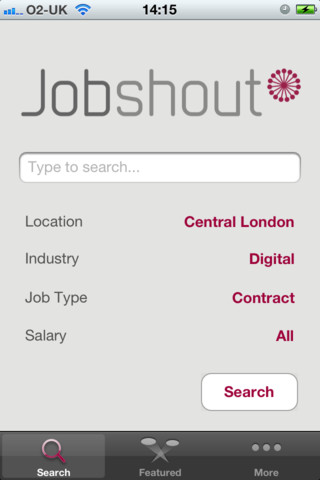 O2-UK 14:15
Jobshout
Type to search...
Location Central London
Industry Digital
Job Type Contract
Salary All
Search
Search Featured More